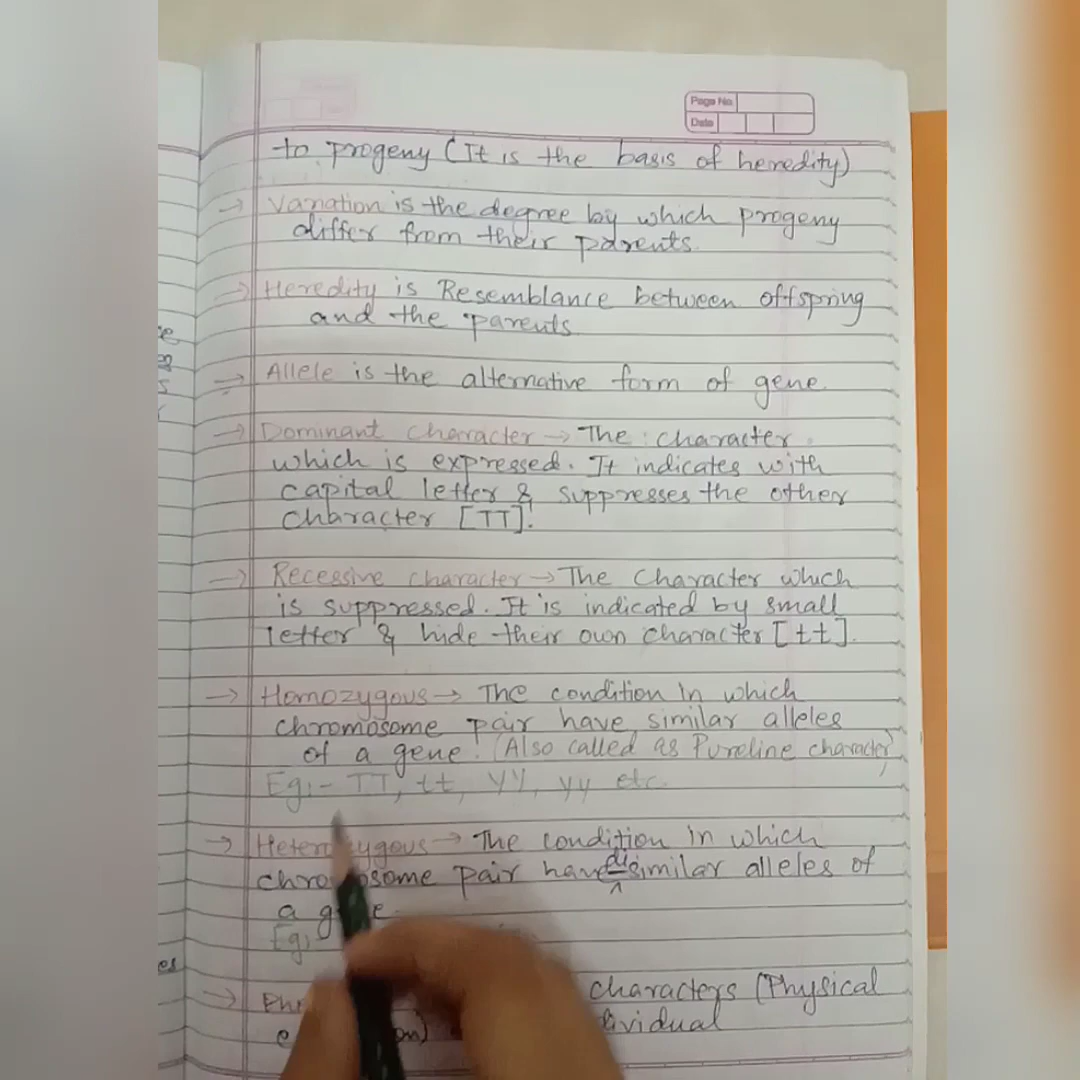 Page No.
Date
to progeny (It is the basis of heredity)
→ Variation is the degree by which progeny
differ from their parents.
→ Heredity is Resemblance between offspring
and the parents.
→ Allele is the alternative form of gene.
→ Dominant character → The character
which is expressed. It indicates with
capital letter & suppresses the other
character [TT].
→ Recessive character → The character which
is suppressed. It is indicated by small
letter & hide their own character [tt].
→ Homozygous → The condition in which
chromosome pair have similar alleles
of a gene. (Also called as Pureline character)
Eg:- TT, tt, YY, yy etc.
→ Heterozygous → The condition in which
chromosome pair have dissimilar alleles of
a gene
Eg:
→ characters (Physical